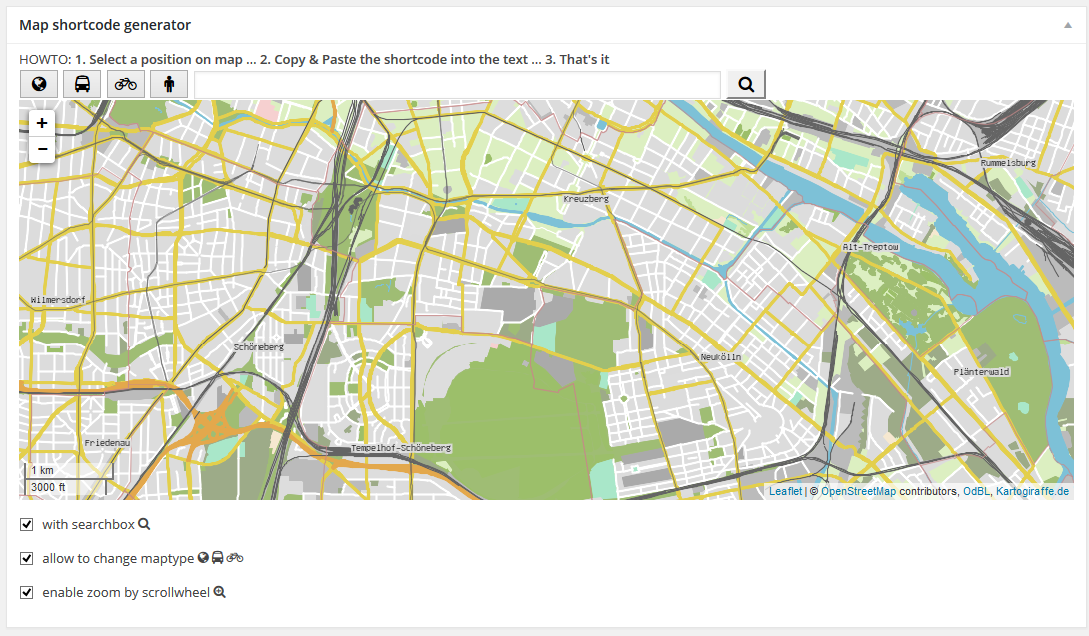 Map shortcode generator
HOWTO: 1. Select a position on map ... 2. Copy & Paste the shortcode into the text ... 3. That's it
+
−
Rummelsburg
Kreuzberg
Alt-Treptow
Wilmersdorf
Schöneberg
Neukölln
Plänterwald
Friedenau
Tempelhof-Schöneberg
1 km
3000 ft
Leaflet | © OpenStreetMap contributors, OdBL, Kartogiraffe.de
with searchbox
allow to change maptype
enable zoom by scrollwheel